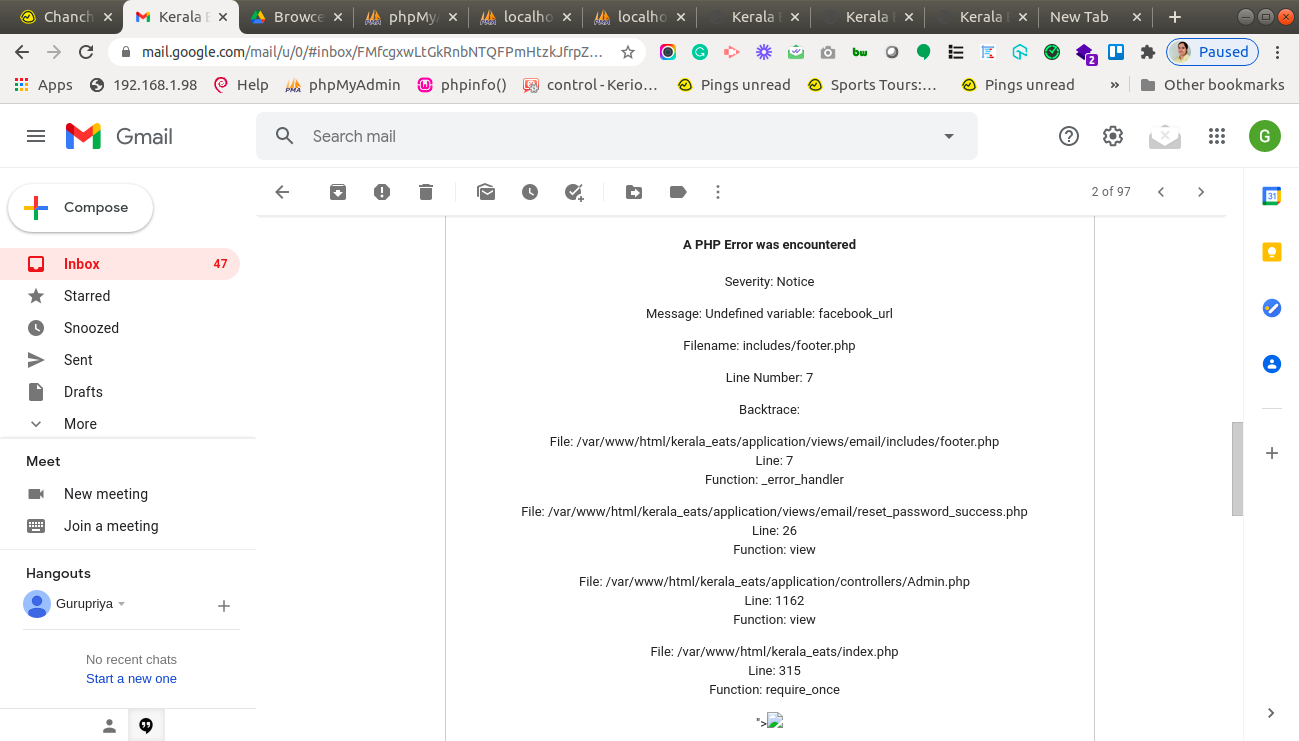 Chanch
Kerala E
Browce
phpMyA
localho
localho
Kerala
Kerala
Kerala
New Tab
mail.google.com/mail/u/0/#inbox/FMfcgxwLtGkRnbNTQFPmHtzkJfrpZ...
bw
2
Paused
Apps
192.168.1.98
Help
PMA
phpMyAdmin
phpinfo()
control - Kerio...
Pings unread
Sports Tours:...
Pings unread
»
Other bookmarks
Gmail
Search mail
G
Compose
2 of 97
31
Inbox
47
Starred
Snoozed
Sent
Drafts
More
Meet
New meeting
Join a meeting
Hangouts
Gurupriya
No recent chats
Start a new one
A PHP Error was encountered
Severity: Notice
Message: Undefined variable: facebook_url
Filename: includes/footer.php
Line Number: 7
Backtrace:
File: /var/www/html/kerala_eats/application/views/email/includes/footer.php
Line: 7
Function: _error_handler
File: /var/www/html/kerala_eats/application/views/email/reset_password_success.php
Line: 26
Function: view
File: /var/www/html/kerala_eats/application/controllers/Admin.php
Line: 1162
Function: view
File: /var/www/html/kerala_eats/index.php
Line: 315
Function: require_once
">